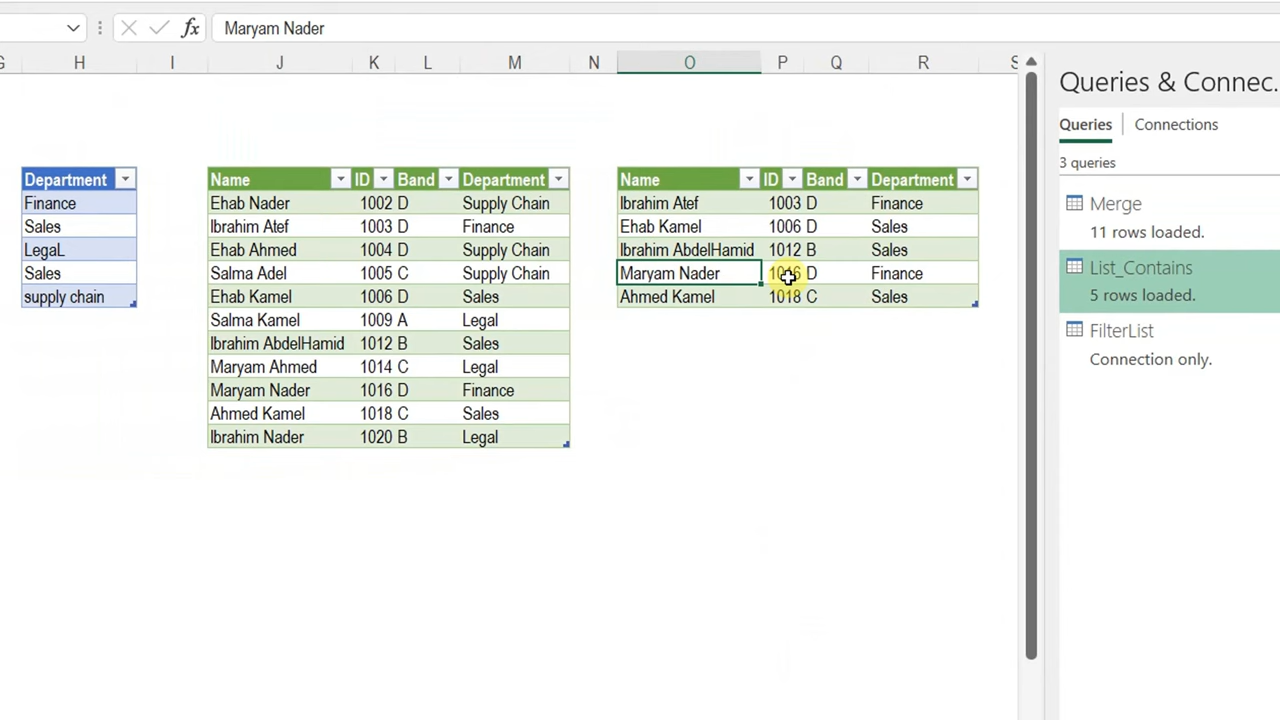 fx Maryam Nader
G H I J K L M N O P Q R S
Queries & Connec...
Queries Connections
3 queries
Merge
11 rows loaded.
List_Contains
5 rows loaded.
FilterList
Connection only.
Department
Finance
Sales
LegaL
Sales
supply chain
Name ID Band Department
Ehab Nader 1002 D Supply Chain
Ibrahim Atef 1003 D Finance
Ehab Ahmed 1004 D Supply Chain
Salma Adel 1005 C Supply Chain
Ehab Kamel 1006 D Sales
Salma Kamel 1009 A Legal
Ibrahim AbdelHamid 1012 B Sales
Maryam Ahmed 1014 C Legal
Maryam Nader 1016 D Finance
Ahmed Kamel 1018 C Sales
Ibrahim Nader 1020 B Legal
Name ID Band Department
Ibrahim Atef 1003 D Finance
Ehab Kamel 1006 D Sales
Ibrahim AbdelHamid 1012 B Sales
Maryam Nader 1016 D Finance
Ahmed Kamel 1018 C Sales